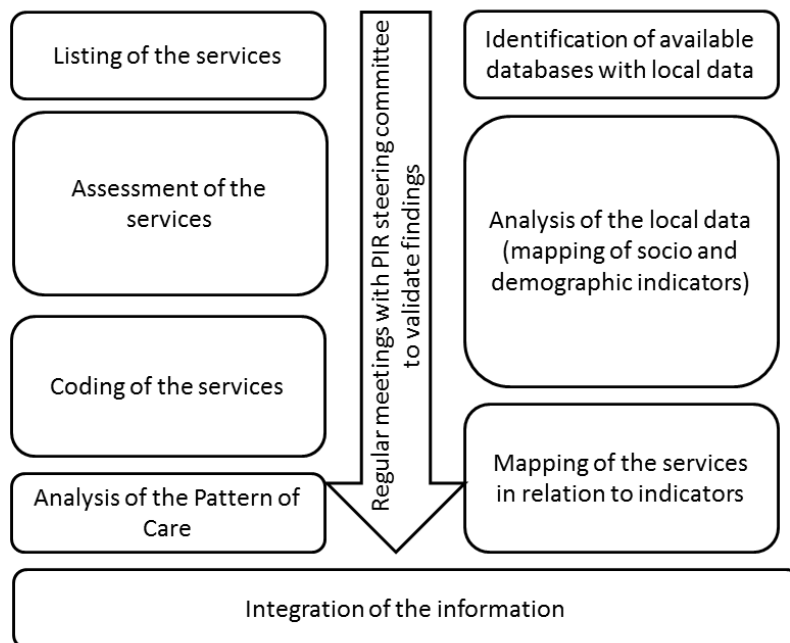 Listing of the services
Assessment of the
services
Coding of the services
Analysis of the Pattern of
Care
Regular meetings with PIR steering committee
to validate findings
Identification of available
databases with local data
Analysis of the local data
(mapping of socio and
demographic indicators)
Mapping of the services
in relation to indicators
Integration of the information